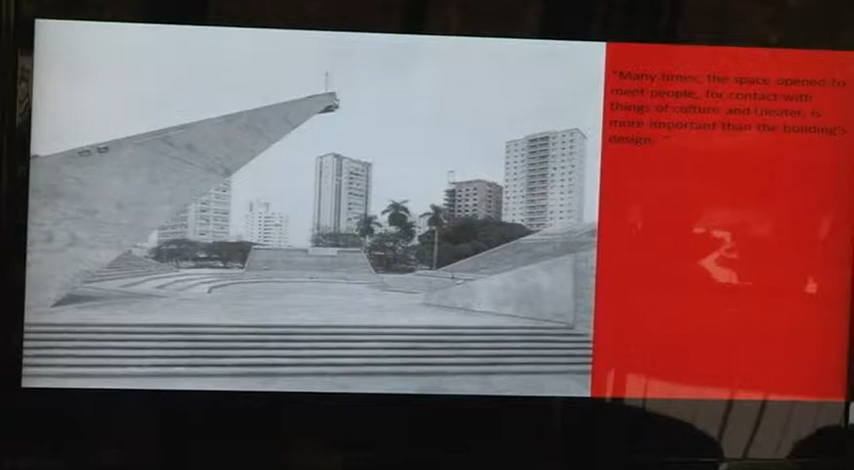 "Many times, the space opened to
meet people, for contact with
things of culture and theater, is
more important than the building's
design. "